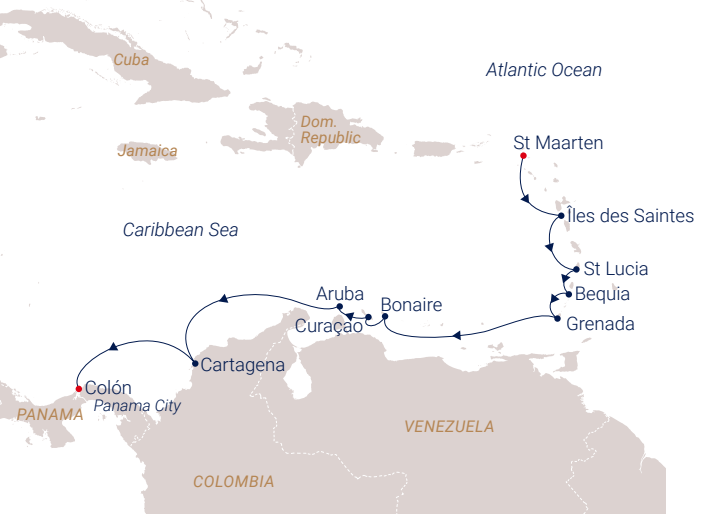 Cuba
Atlantic Ocean
Dom.
Republic
Jamaica
St Maarten
Îles des Saintes
Caribbean Sea
St Lucia
Aruba
Bequia
Bonaire
Curaçao
Grenada
Cartagena
Colón
Panama City
PANAMA
VENEZUELA
COLOMBIA